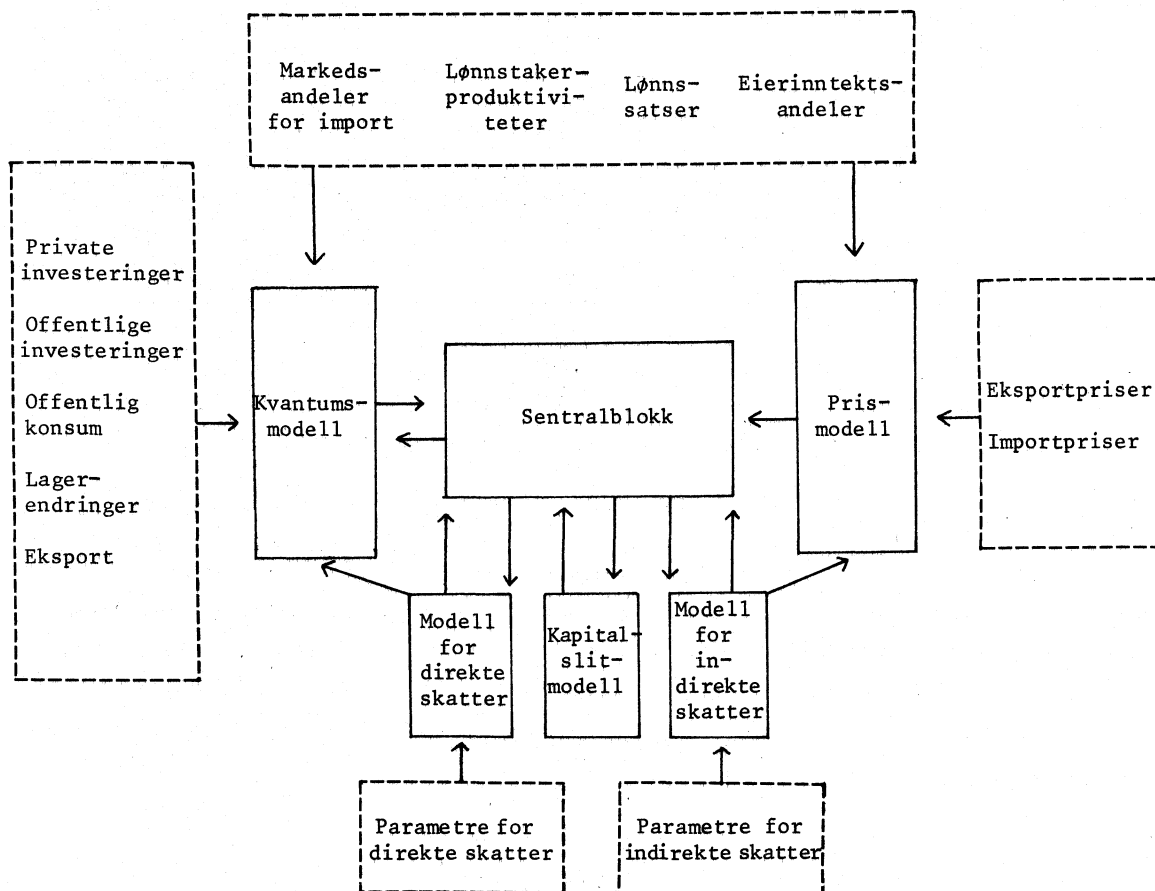 Markeds-
andeler
for import
Lønnstaker-
produktivi-
teter
Lønns-
satser
Eierinntekts-
andeler
Private
investeringer
Offentlige
investeringer
Offentlig
konsum
Lager-
endringer
Eksport
Kvantums-
modell
Sentralblokk
Pris-
modell
Eksportpriser
Importpriser
Modell
for
direkte
skatter
Kapital-
slit-
modell
Modell
for
in-
direkte
skatter
Parametre for
direkte skatter
Parametre for
indirekte skatter